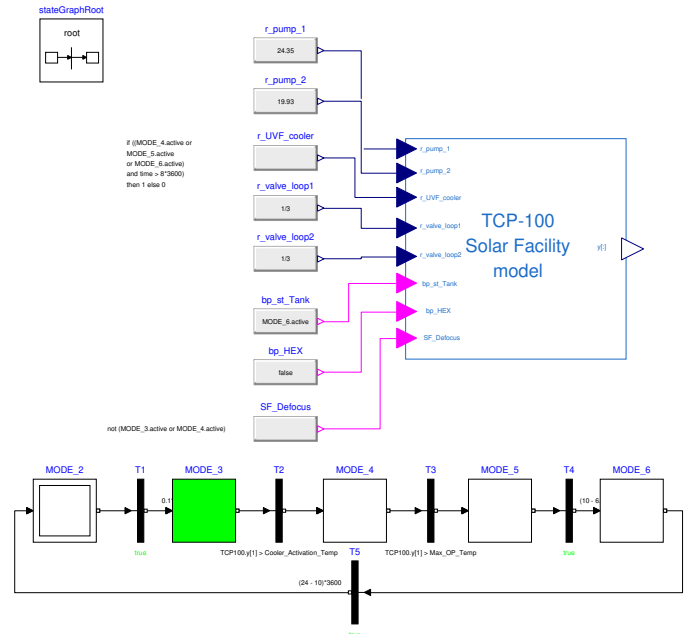 stateGraphRoot
root
r_pump_1
24.35
r_pump_2
19.93
r_UVF_cooler
if ((MODE_4.active or
MODE_5.active
or MODE_6.active)
and time > 8*3600)
then 1 else 0
r_valve_loop1
1/3
r_valve_loop2
1/3
bp_st_Tank
MODE_6.active
bp_HEX
false
SF_Defocus
not (MODE_3.active or MODE_4.active)
r_pump_1
r_pump_2
r_UVF_cooler
r_valve_loop1
r_valve_loop2
bp_st_Tank
bp_HEX
SF_Defocus
TCP-100
Solar Facility
model
y[:]
MODE_2
T1
MODE_3
T2
MODE_4
T3
MODE_5
T4
MODE_6
true
TCP100.y[1] > Cooler_Activation_Temp
TCP100.y[1] > Max_OP_Temp
true
T5
(24 - 10)*3600